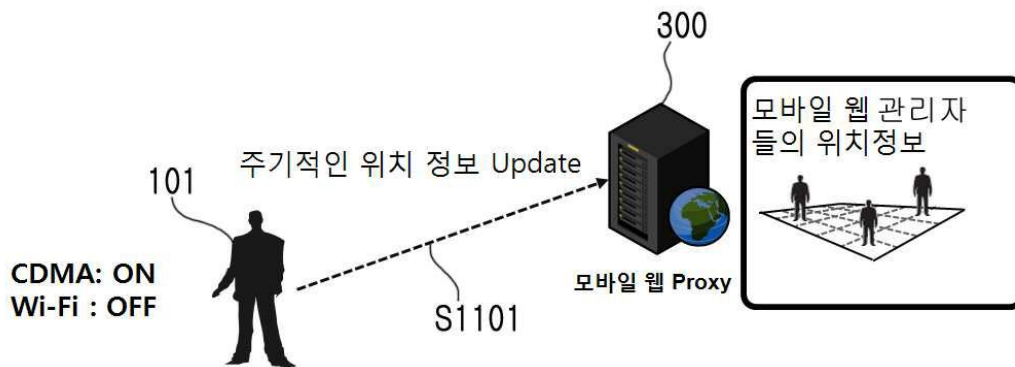 300
모바일 웹 관리자
들의 위치정보
주기적인 위치 정보 Update
101
CDMA: ON
Wi-Fi : OFF
모바일 웹 Proxy
S1101